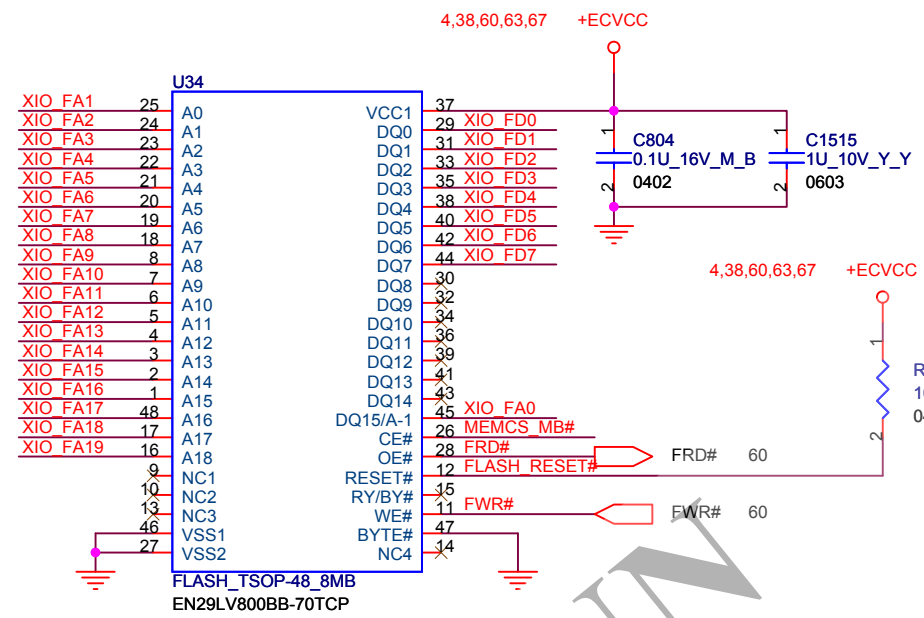 4,38,60,63,67 +ECVCC
U34
XIO_FA1 25 A0 VCC1 37
XIO_FA2 24 A1 DQ0 29 XIO_FD0
XIO_FA3 23 A2 DQ1 31 XIO_FD1
XIO_FA4 22 A3 DQ2 33 XIO_FD2
XIO_FA5 21 A4 DQ3 35 XIO_FD3
XIO_FA6 20 A5 DQ4 38 XIO_FD4
XIO_FA7 19 A6 DQ5 40 XIO_FD5
XIO_FA8 18 A7 DQ6 42 XIO_FD6
XIO_FA9 8 A8 DQ7 44 XIO_FD7
XIO_FA10 7 A9 DQ8 30
XIO_FA11 6 A10 DQ9 32
XIO_FA12 5 A11 DQ10 34
XIO_FA13 4 A12 DQ11 36
XIO_FA14 3 A13 DQ12 39
XIO_FA15 2 A14 DQ13 41
XIO_FA16 1 A15 DQ14 43
XIO_FA17 48 A16 DQ15/A-1 45 XIO_FA0
XIO_FA18 17 A17 CE# 26 MEMCS_MB#
XIO_FA19 16 A18 OE# 28 FRD# FRD# 60
9 NC1 RESET# 12 FLASH_RESET#
10 NC2 RY/BY# 15
13 NC3 WE# 11 FWR# FWR# 60
46 VSS1 BYTE# 47
27 VSS2 NC4 14
FLASH_TSOP-48_8MB
EN29LV800BB-70TCP
1 C804
0.1U_16V_M_B
2 0402
1 C1515
1U_10V_Y_Y
2 0603
4,38,60,63,67 +ECVCC
1
R
2